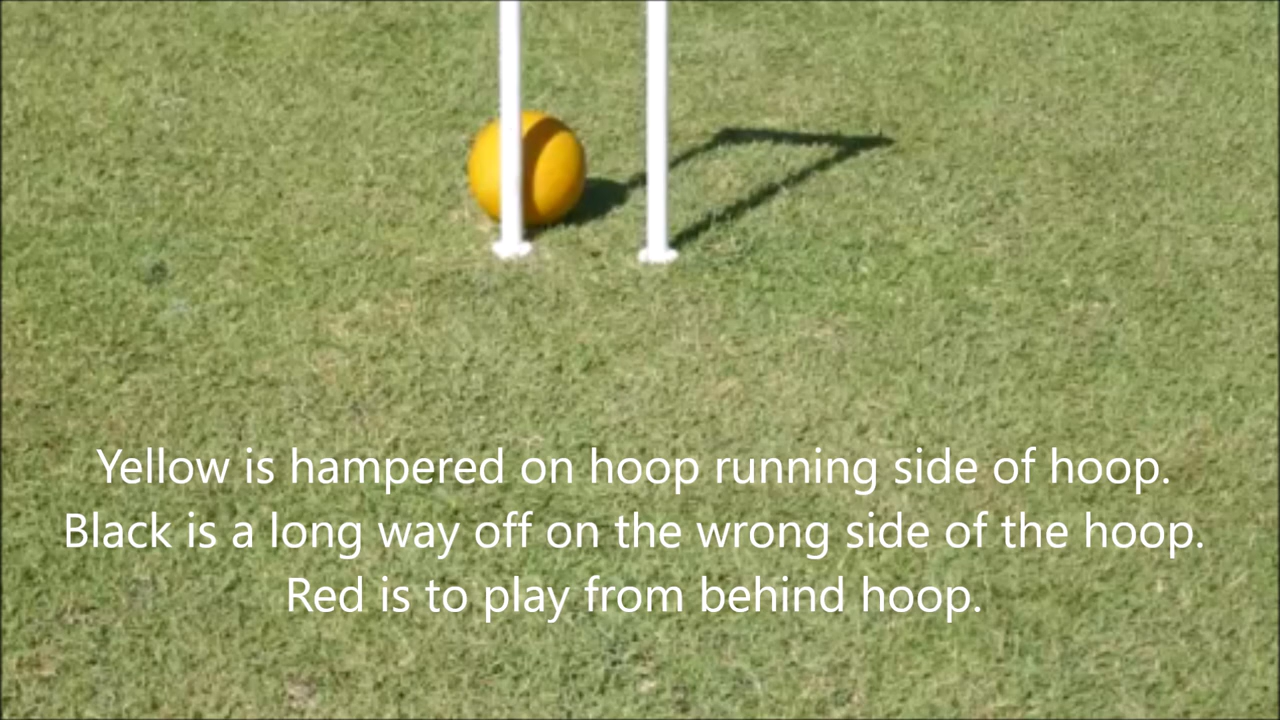 Yellow is hampered on hoop running side of hoop.
Black is a long way off on the wrong side of the hoop.
Red is to play from behind hoop.